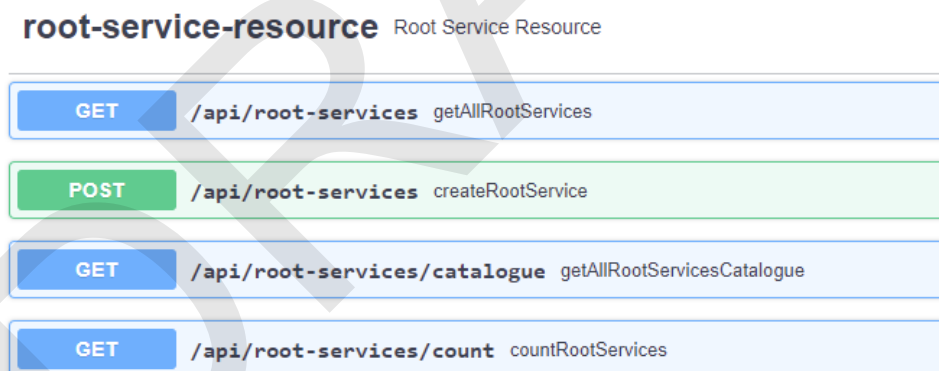 root-service-resource Root Service Resource
GET /api/root-services getAllRootServices
POST /api/root-services createRootService
GET /api/root-services/catalogue getAllRootServicesCatalogue
GET /api/root-services/count countRootServices